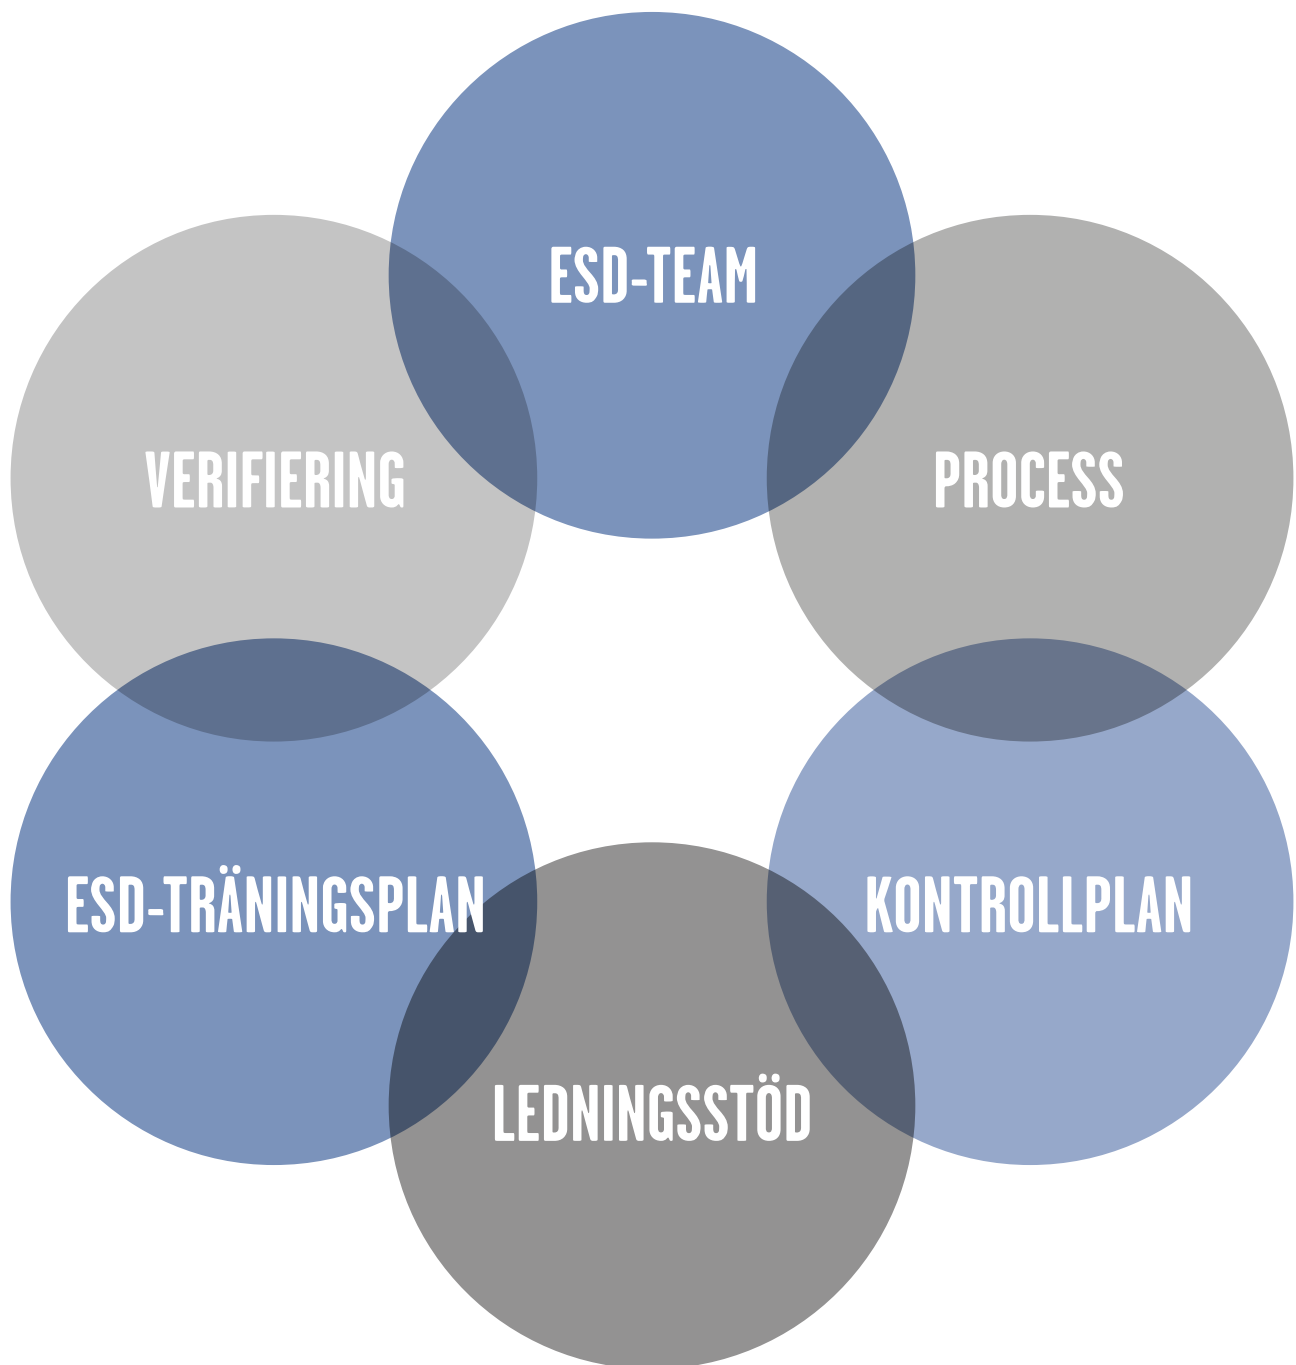 ESD-TEAM
VERIFIERING
PROCESS
ESD-TRÄNINGSPLAN
KONTROLLPLAN
LEDNINGSSTÖD